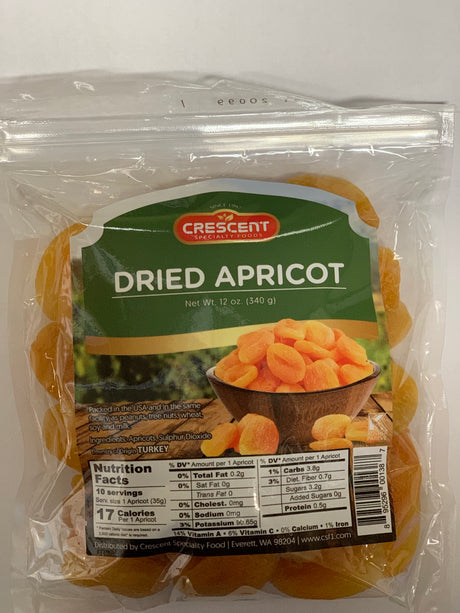 SINCE 1992
CRESCENT
SPECIALTY FOODS
DRIED APRICOT
Net Wt. 12 oz. (340 g)
Packed in the USA and in the same
facility as peanuts, tree nuts, wheat,
soy and milk.
Ingredients: Apricots, Sulphur Dioxide
Country of Origin TURKEY
Nutrition
Facts
10 servings
Serv. size 1 Apricot (35g)
17 Calories
Per 1 Apricot
% DV* Amount per 1 Apricot
0% Total Fat 0.2g
0% Sat Fat 0g
Trans Fat 0
0% Cholest. 0mg
0% Sodium 0mg
3% Potassium
% DV* Amount per 1 Apricot
1% Carbs 3.8g
3% Diet. Fiber 0.7g
Sugars 3.2g
Added Sugars 0g
Protein 0.5g
14% Vitamin A • 6% Vitamin C • 0% Calcium • 1% Iron
8 95296 00138 7
Distributed by Crescent Specialty Food | Everett, WA 98204 | www.csf1.com